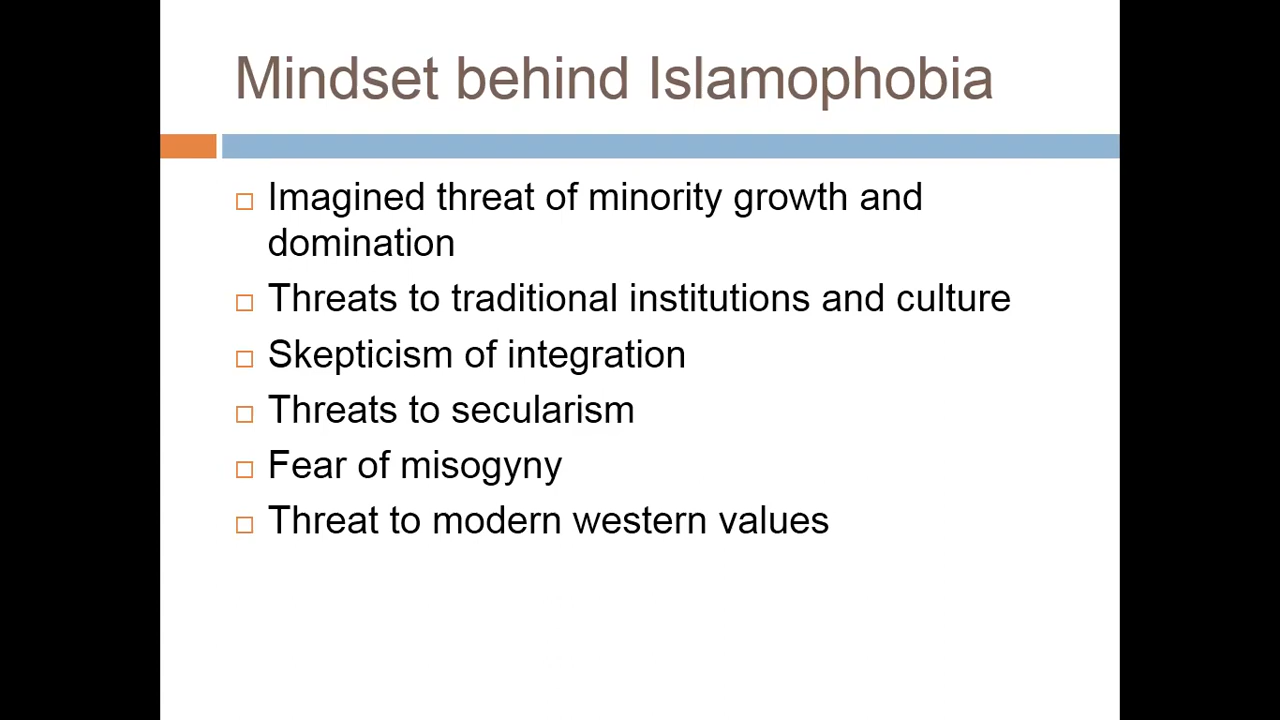 Mindset behind Islamophobia
Imagined threat of minority growth and
domination
Threats to traditional institutions and culture
Skepticism of integration
Threats to secularism
Fear of misogyny
Threat to modern western values